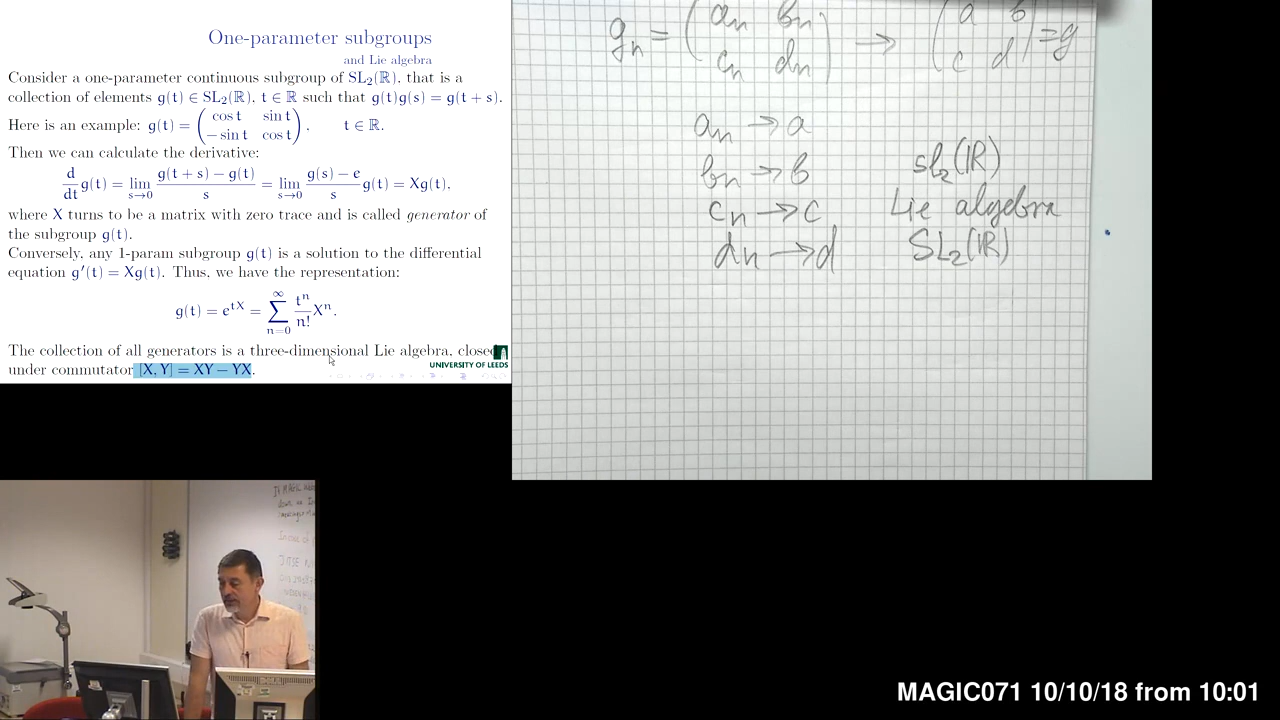 One-parameter subgroups
and Lie algebra
Consider a one-parameter continuous subgroup of SL₂(ℝ), that is a
collection of elements g(t) ∈ SL₂(ℝ), t ∈ ℝ such that g(t)g(s) = g(t + s).
Here is an example: g(t) = ( cos t sin t
− sin t cos t ) , t ∈ ℝ.
Then we can calculate the derivative:
d/dt g(t) = lim s→0 (g(t + s) − g(t))/s = lim s→0 (g(s) − e)/s g(t) = Xg(t),
where X turns to be a matrix with zero trace and is called generator of
the subgroup g(t).
Conversely, any 1-param subgroup g(t) is a solution to the differential
equation g′(t) = Xg(t). Thus, we have the representation:
g(t) = e^{tX} = ∑_{n=0}^{∞} t^n/n! X^n.
The collection of all generators is a three-dimensional Lie algebra, closed
under commutator [X, Y] = XY − YX.
UNIVERSITY OF LEEDS
gₙ = ( aₙ bₙ → ( a b
cₙ dₙ ) c d ) = g
aₙ → a
bₙ → b
cₙ → c
dₙ → d
sl₂(ℝ)
Lie algebra
SL₂(ℝ)
MAGIC071 10/10/18 from 10:01